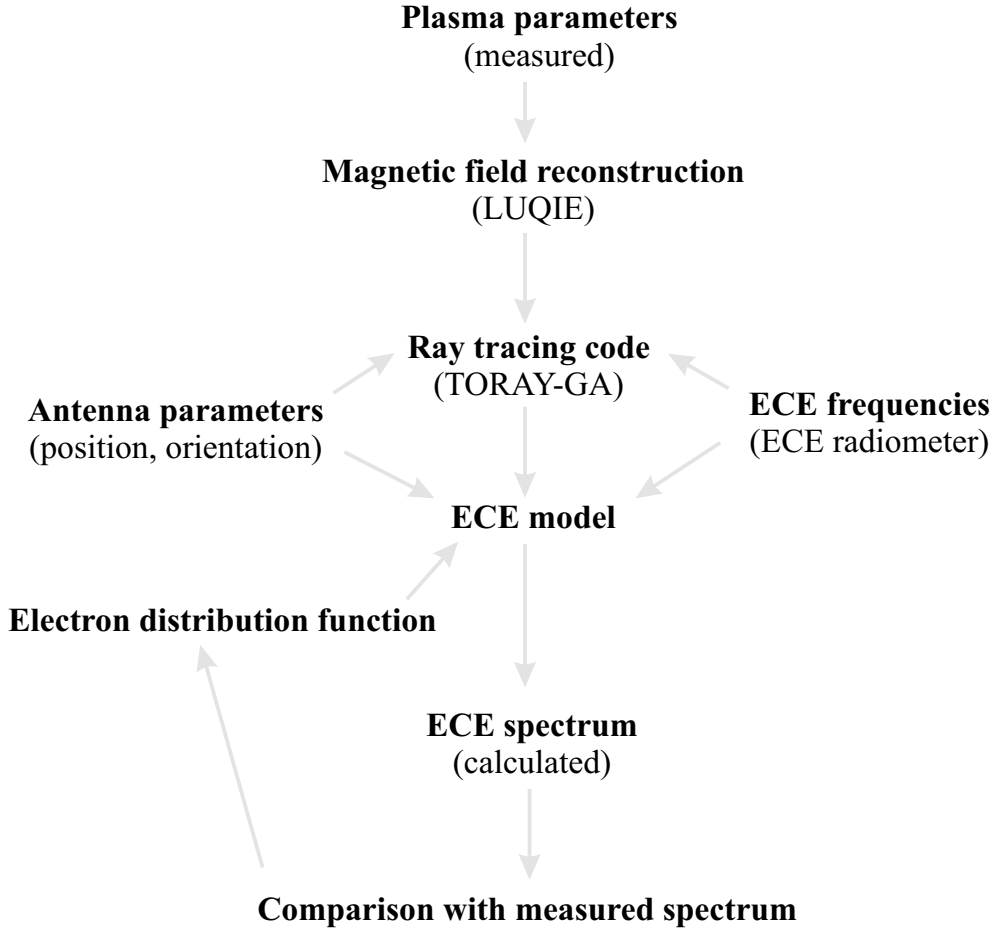 Plasma parameters
(measured)
Magnetic field reconstruction
(LUQIE)
Ray tracing code
(TORAY-GA)
Antenna parameters
(position, orientation)
ECE frequencies
(ECE radiometer)
ECE model
Electron distribution function
ECE spectrum
(calculated)
Comparison with measured spectrum